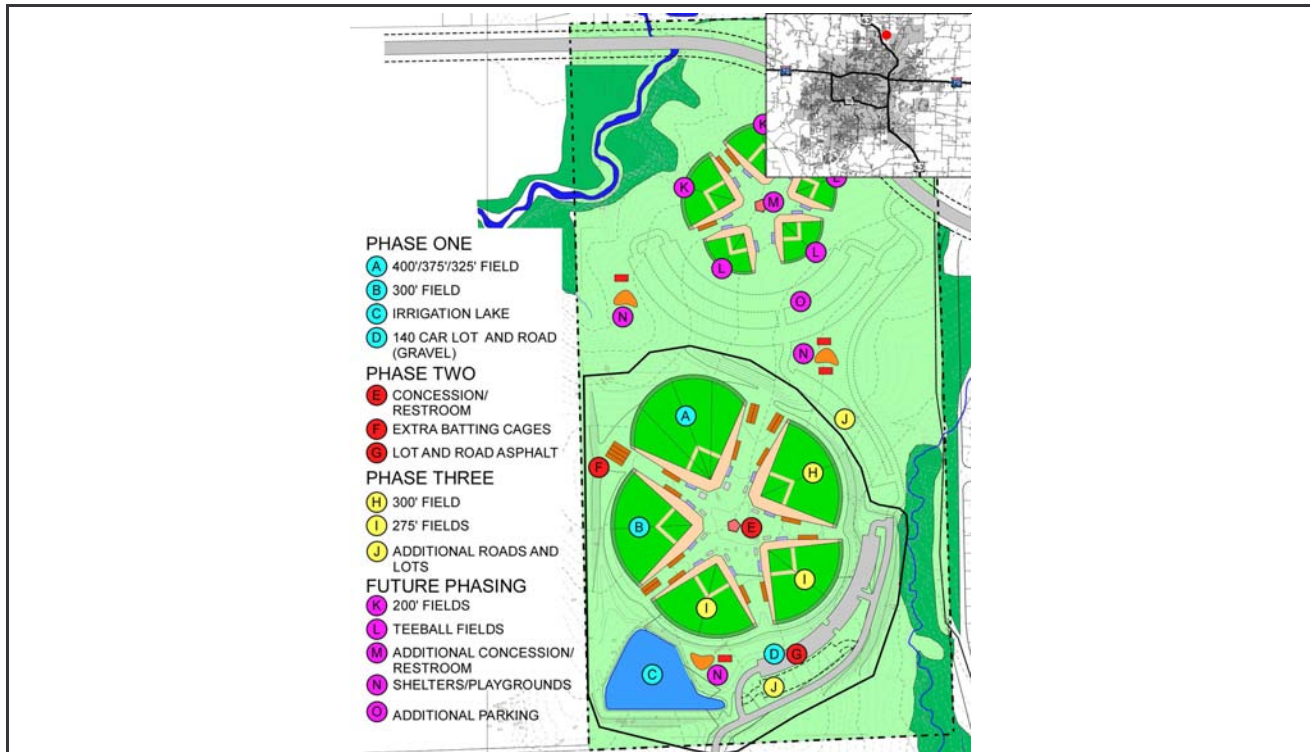 PHASE ONE
A 400'/375'/325' FIELD
B 300' FIELD
C IRRIGATION LAKE
D 140 CAR LOT AND ROAD
(GRAVEL)
PHASE TWO
E CONCESSION/
RESTROOM
F EXTRA BATTING CAGES
G LOT AND ROAD ASPHALT
PHASE THREE
H 300' FIELD
I 275' FIELDS
J ADDITIONAL ROADS AND
LOTS
FUTURE PHASING
K 200' FIELDS
L TEEBALL FIELDS
M ADDITIONAL CONCESSION/
RESTROOM
N SHELTERS/PLAYGROUNDS
O ADDITIONAL PARKING
K
K
L
M
L
L
O
N
N
J
A
F
H
B
E
I
I
D G
C
N
J